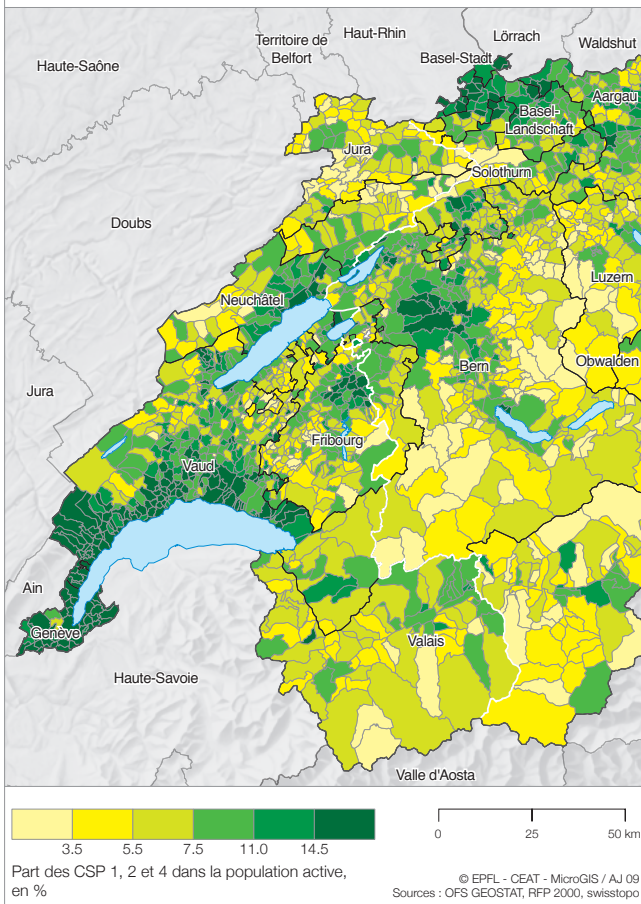 Haut-Rhin
Lörrach
Territoire de
Belfort
Waldshut
Basel-Stadt
Haute-Saône
Aargau
Basel-
Landschaft
Jura
Solothurn
Doubs
Luzern
Neuchâtel
Obwalden
Bern
Jura
Fribourg
Vaud
Ain
Genève
Valais
Haute-Savoie
Valle d'Aosta
3.5 5.5 7.5 11.0 14.5
0 25 50 km
Part des CSP 1, 2 et 4 dans la population active,
en %
© EPFL - CEAT - MicroGIS / AJ 09
Sources : OFS GEOSTAT, RFP 2000, swisstopo